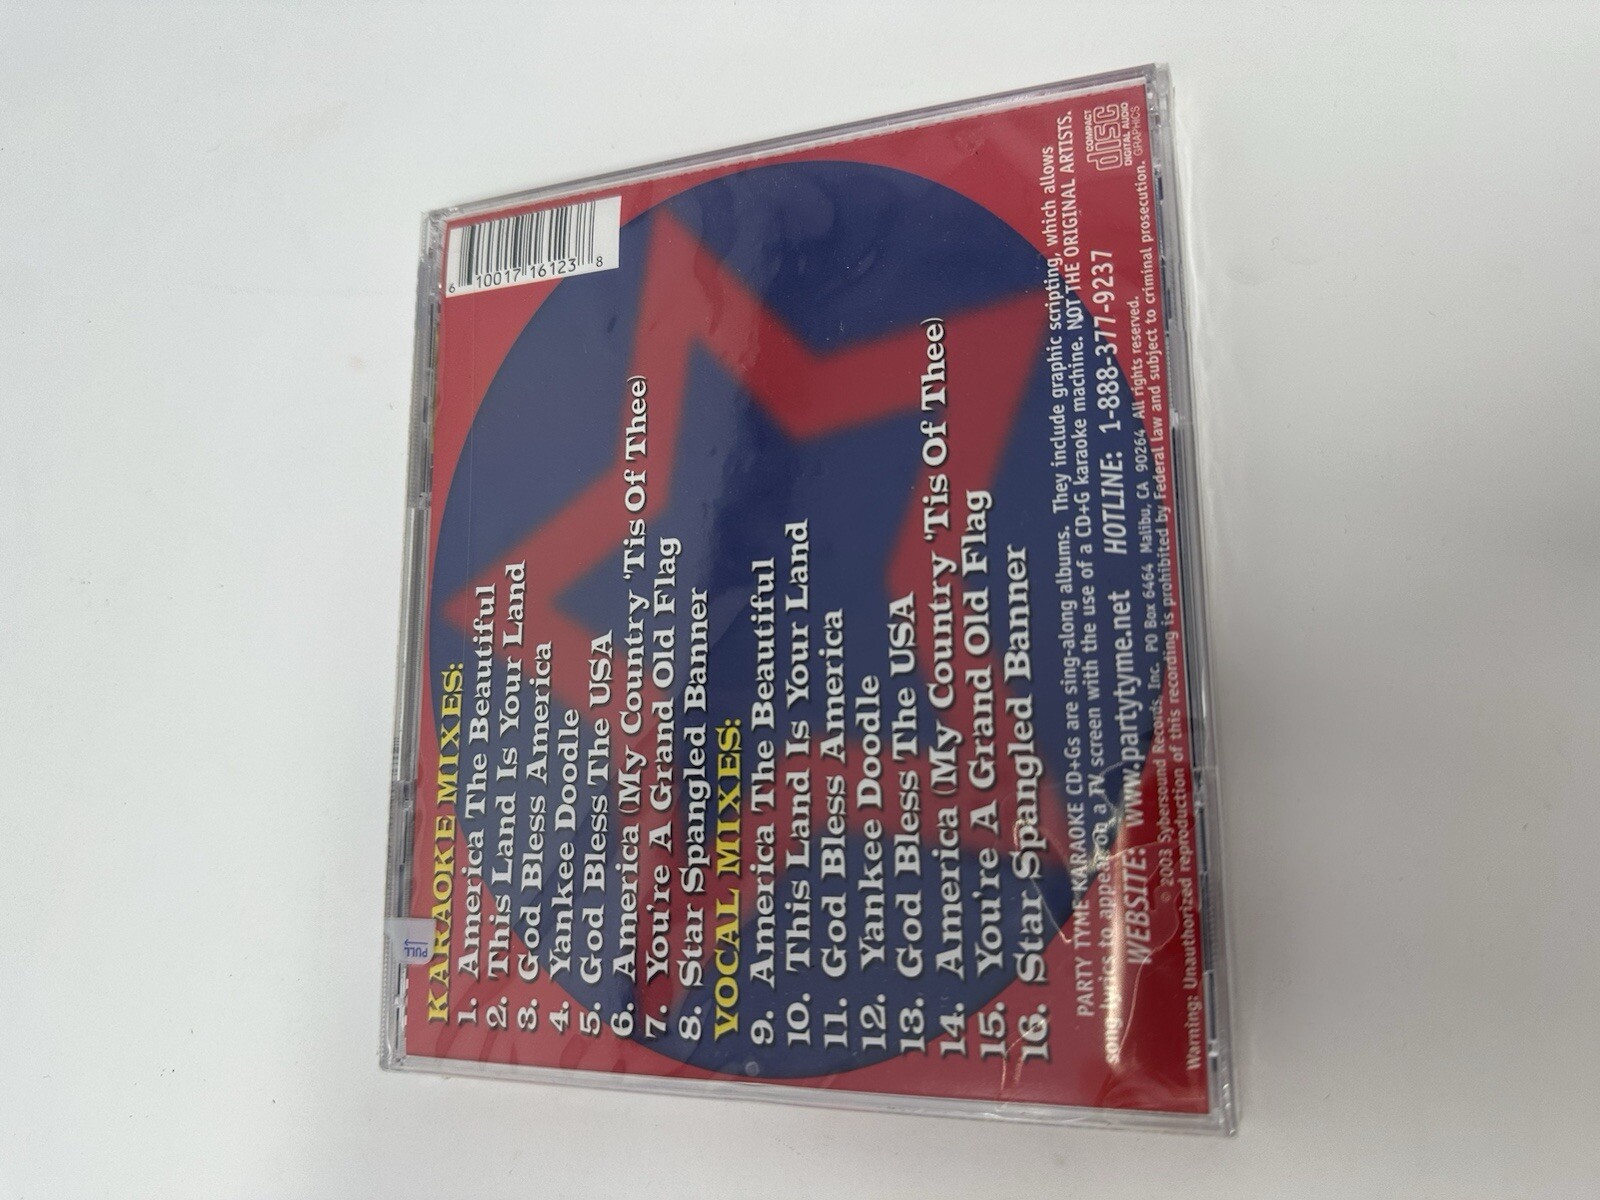 KARAOKE MIXES:
1. America The Beautiful
2. This Land Is Your Land
3. God Bless America
4. Yankee Doodle
5. God Bless The USA
6. America (My Country 'Tis Of Thee)
7. You're A Grand Old Flag
8. Star Spangled Banner
VOCAL MIXES:
9. America The Beautiful
10. This Land Is Your Land
11. God Bless America
12. Yankee Doodle
13. God Bless The USA
14. America (My Country 'Tis Of Thee)
15. You're A Grand Old Flag
16. Star Spangled Banner
PARTY TYME KARAOKE CD+Gs are sing-along albums. They include graphic scripting, which allows
song lyrics to appear on a TV screen with the use of a CD+G karaoke machine. NOT THE ORIGINAL ARTISTS.
WEBSITE: www.partytyme.net HOTLINE: 1-888-377-9237
© 2003 Sybersound Records, Inc. PO Box 6464 Malibu, CA 90264 All rights reserved.
Warning: Unauthorized reproduction of this recording is prohibited by Federal law and subject to criminal prosecution.
COMPACT
disc
DIGITAL AUDIO
GRAPHICS
6 10017 16123 8
PULL